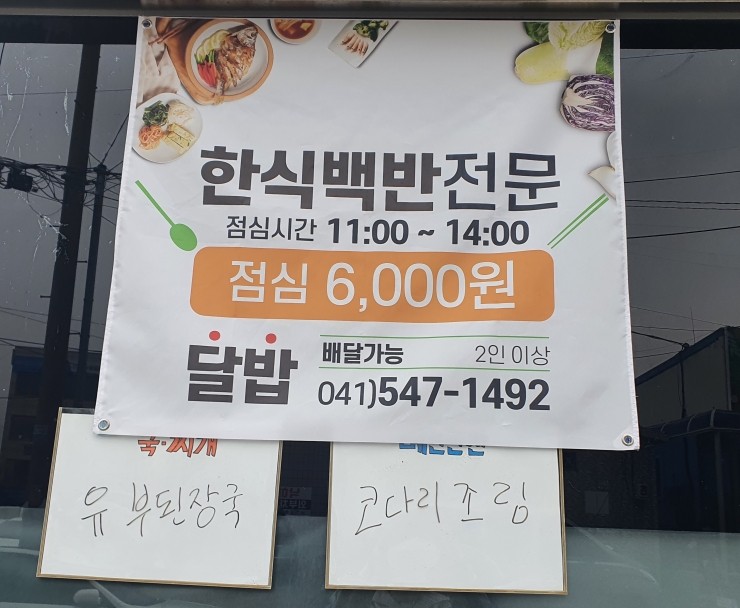 한식백반전문
점심시간 11:00 ~ 14:00
점심 6,000원
달밥
배달가능 2인 이상
041)547-1492
국·찌개
유부된장국
코다리조림